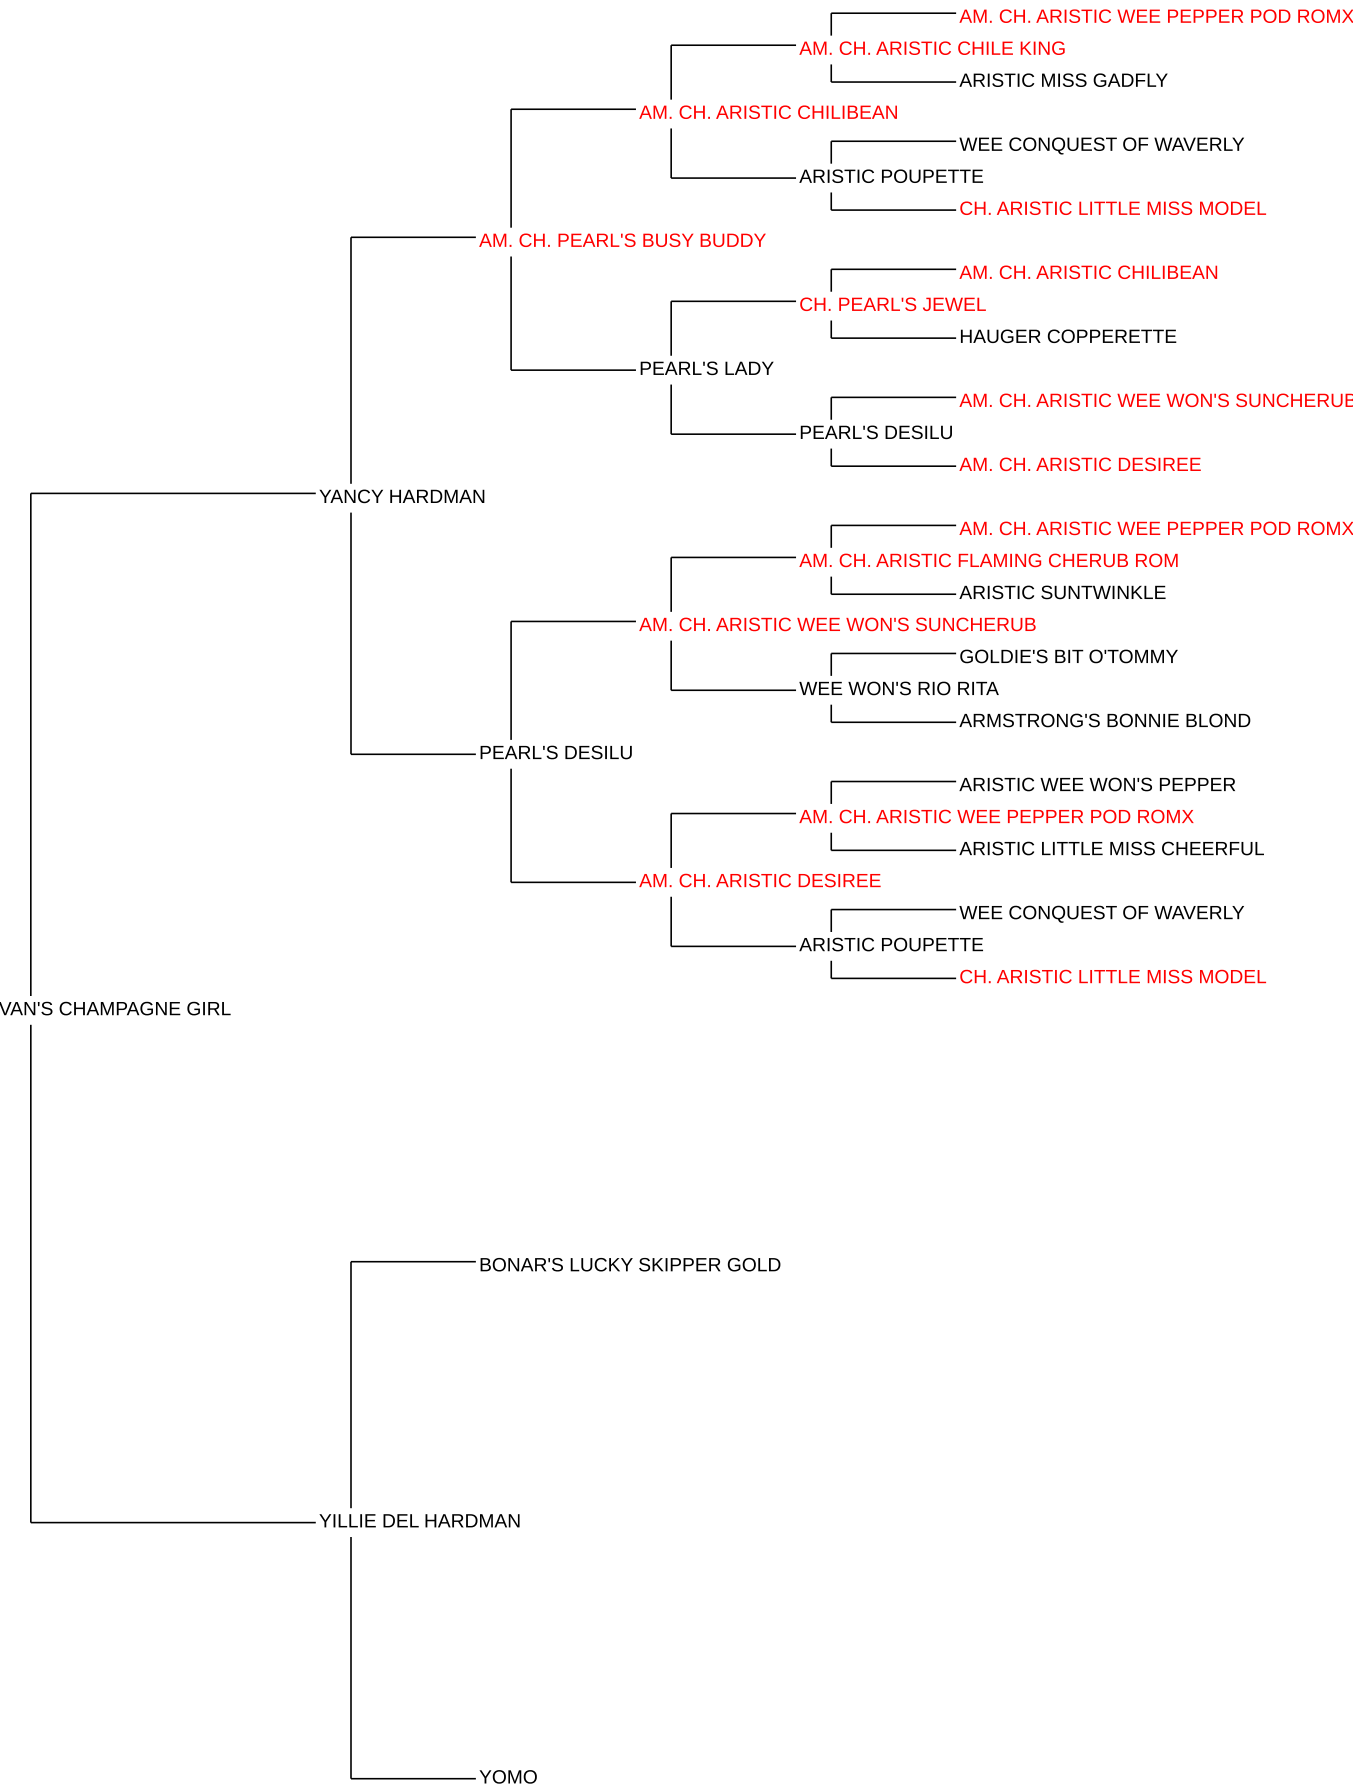 AM. CH. ARISTIC WEE PEPPER POD ROMX
AM. CH. ARISTIC CHILE KING
ARISTIC MISS GADFLY
AM. CH. ARISTIC CHILIBEAN
WEE CONQUEST OF WAVERLY
ARISTIC POUPETTE
CH. ARISTIC LITTLE MISS MODEL
AM. CH. PEARL'S BUSY BUDDY
AM. CH. ARISTIC CHILIBEAN
CH. PEARL'S JEWEL
HAUGER COPPERETTE
PEARL'S LADY
AM. CH. ARISTIC WEE WON'S SUNCHERUB
PEARL'S DESILU
AM. CH. ARISTIC DESIREE
YANCY HARDMAN
AM. CH. ARISTIC WEE PEPPER POD ROMX
AM. CH. ARISTIC FLAMING CHERUB ROM
ARISTIC SUNTWINKLE
AM. CH. ARISTIC WEE WON'S SUNCHERUB
GOLDIE'S BIT O'TOMMY
WEE WON'S RIO RITA
ARMSTRONG'S BONNIE BLOND
PEARL'S DESILU
ARISTIC WEE WON'S PEPPER
AM. CH. ARISTIC WEE PEPPER POD ROMX
ARISTIC LITTLE MISS CHEERFUL
AM. CH. ARISTIC DESIREE
WEE CONQUEST OF WAVERLY
ARISTIC POUPETTE
CH. ARISTIC LITTLE MISS MODEL
VAN'S CHAMPAGNE GIRL
BONAR'S LUCKY SKIPPER GOLD
YILLIE DEL HARDMAN
YOMO